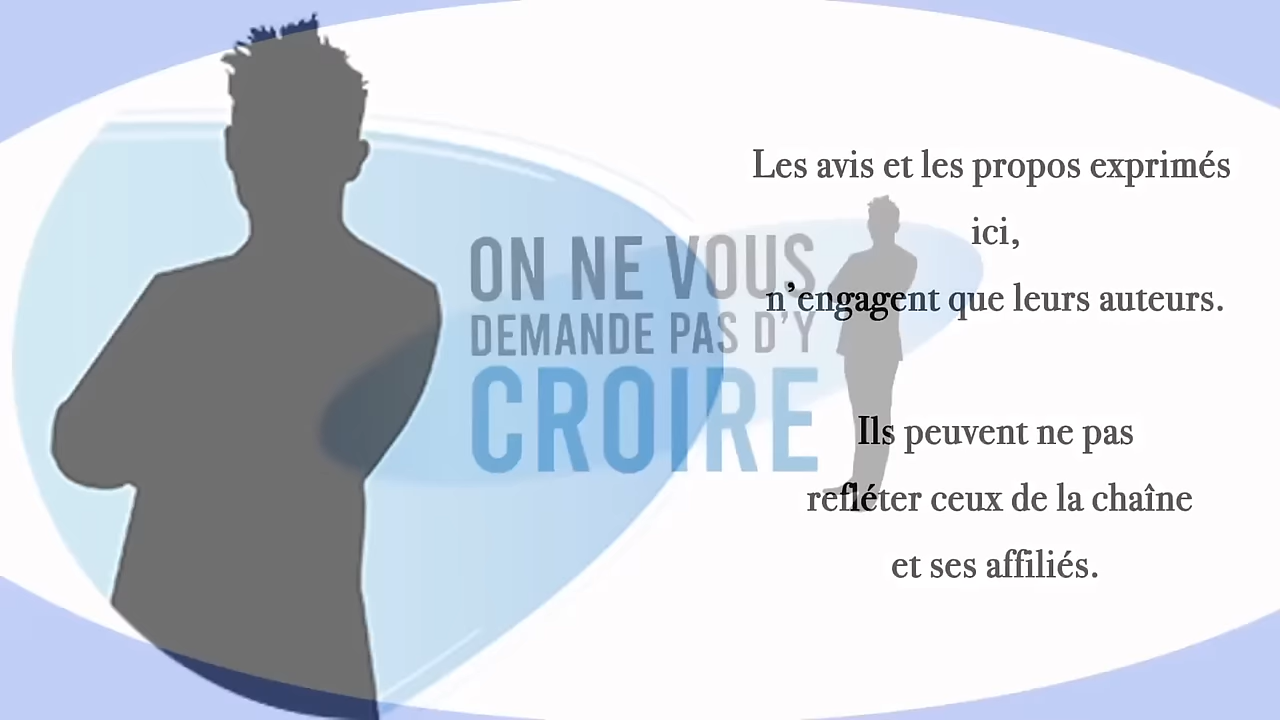 ON NE VOUS
DEMANDE PAS D'Y
CROIRE
Les avis et les propos exprimés
ici,
n'engagent que leurs auteurs.
Ils peuvent ne pas
refléter ceux de la chaîne
et ses affiliés.